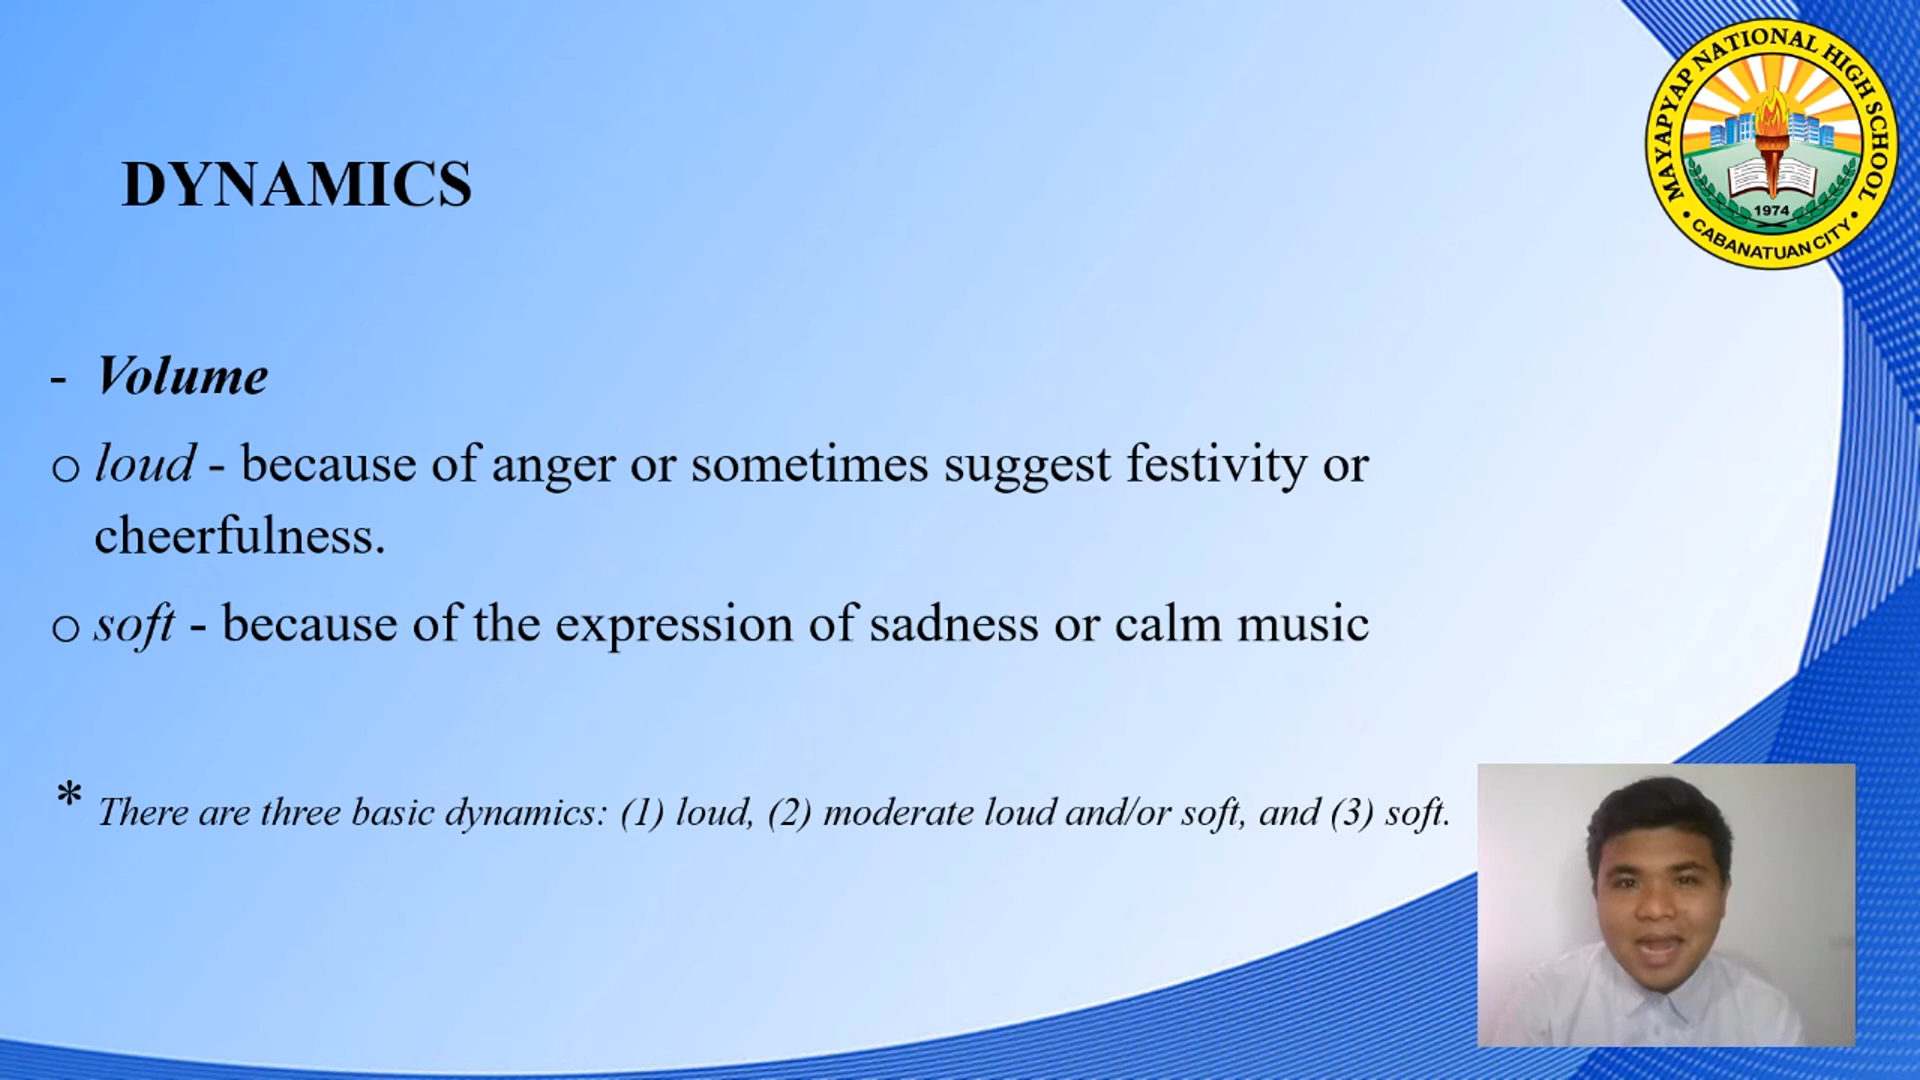 MAYAPYAP NATIONAL HIGH SCHOOL
1974
• CABANATUAN CITY •
DYNAMICS
- Volume
o loud - because of anger or sometimes suggest festivity or
cheerfulness.
o soft - because of the expression of sadness or calm music
* There are three basic dynamics: (1) loud, (2) moderate loud and/or soft, and (3) soft.